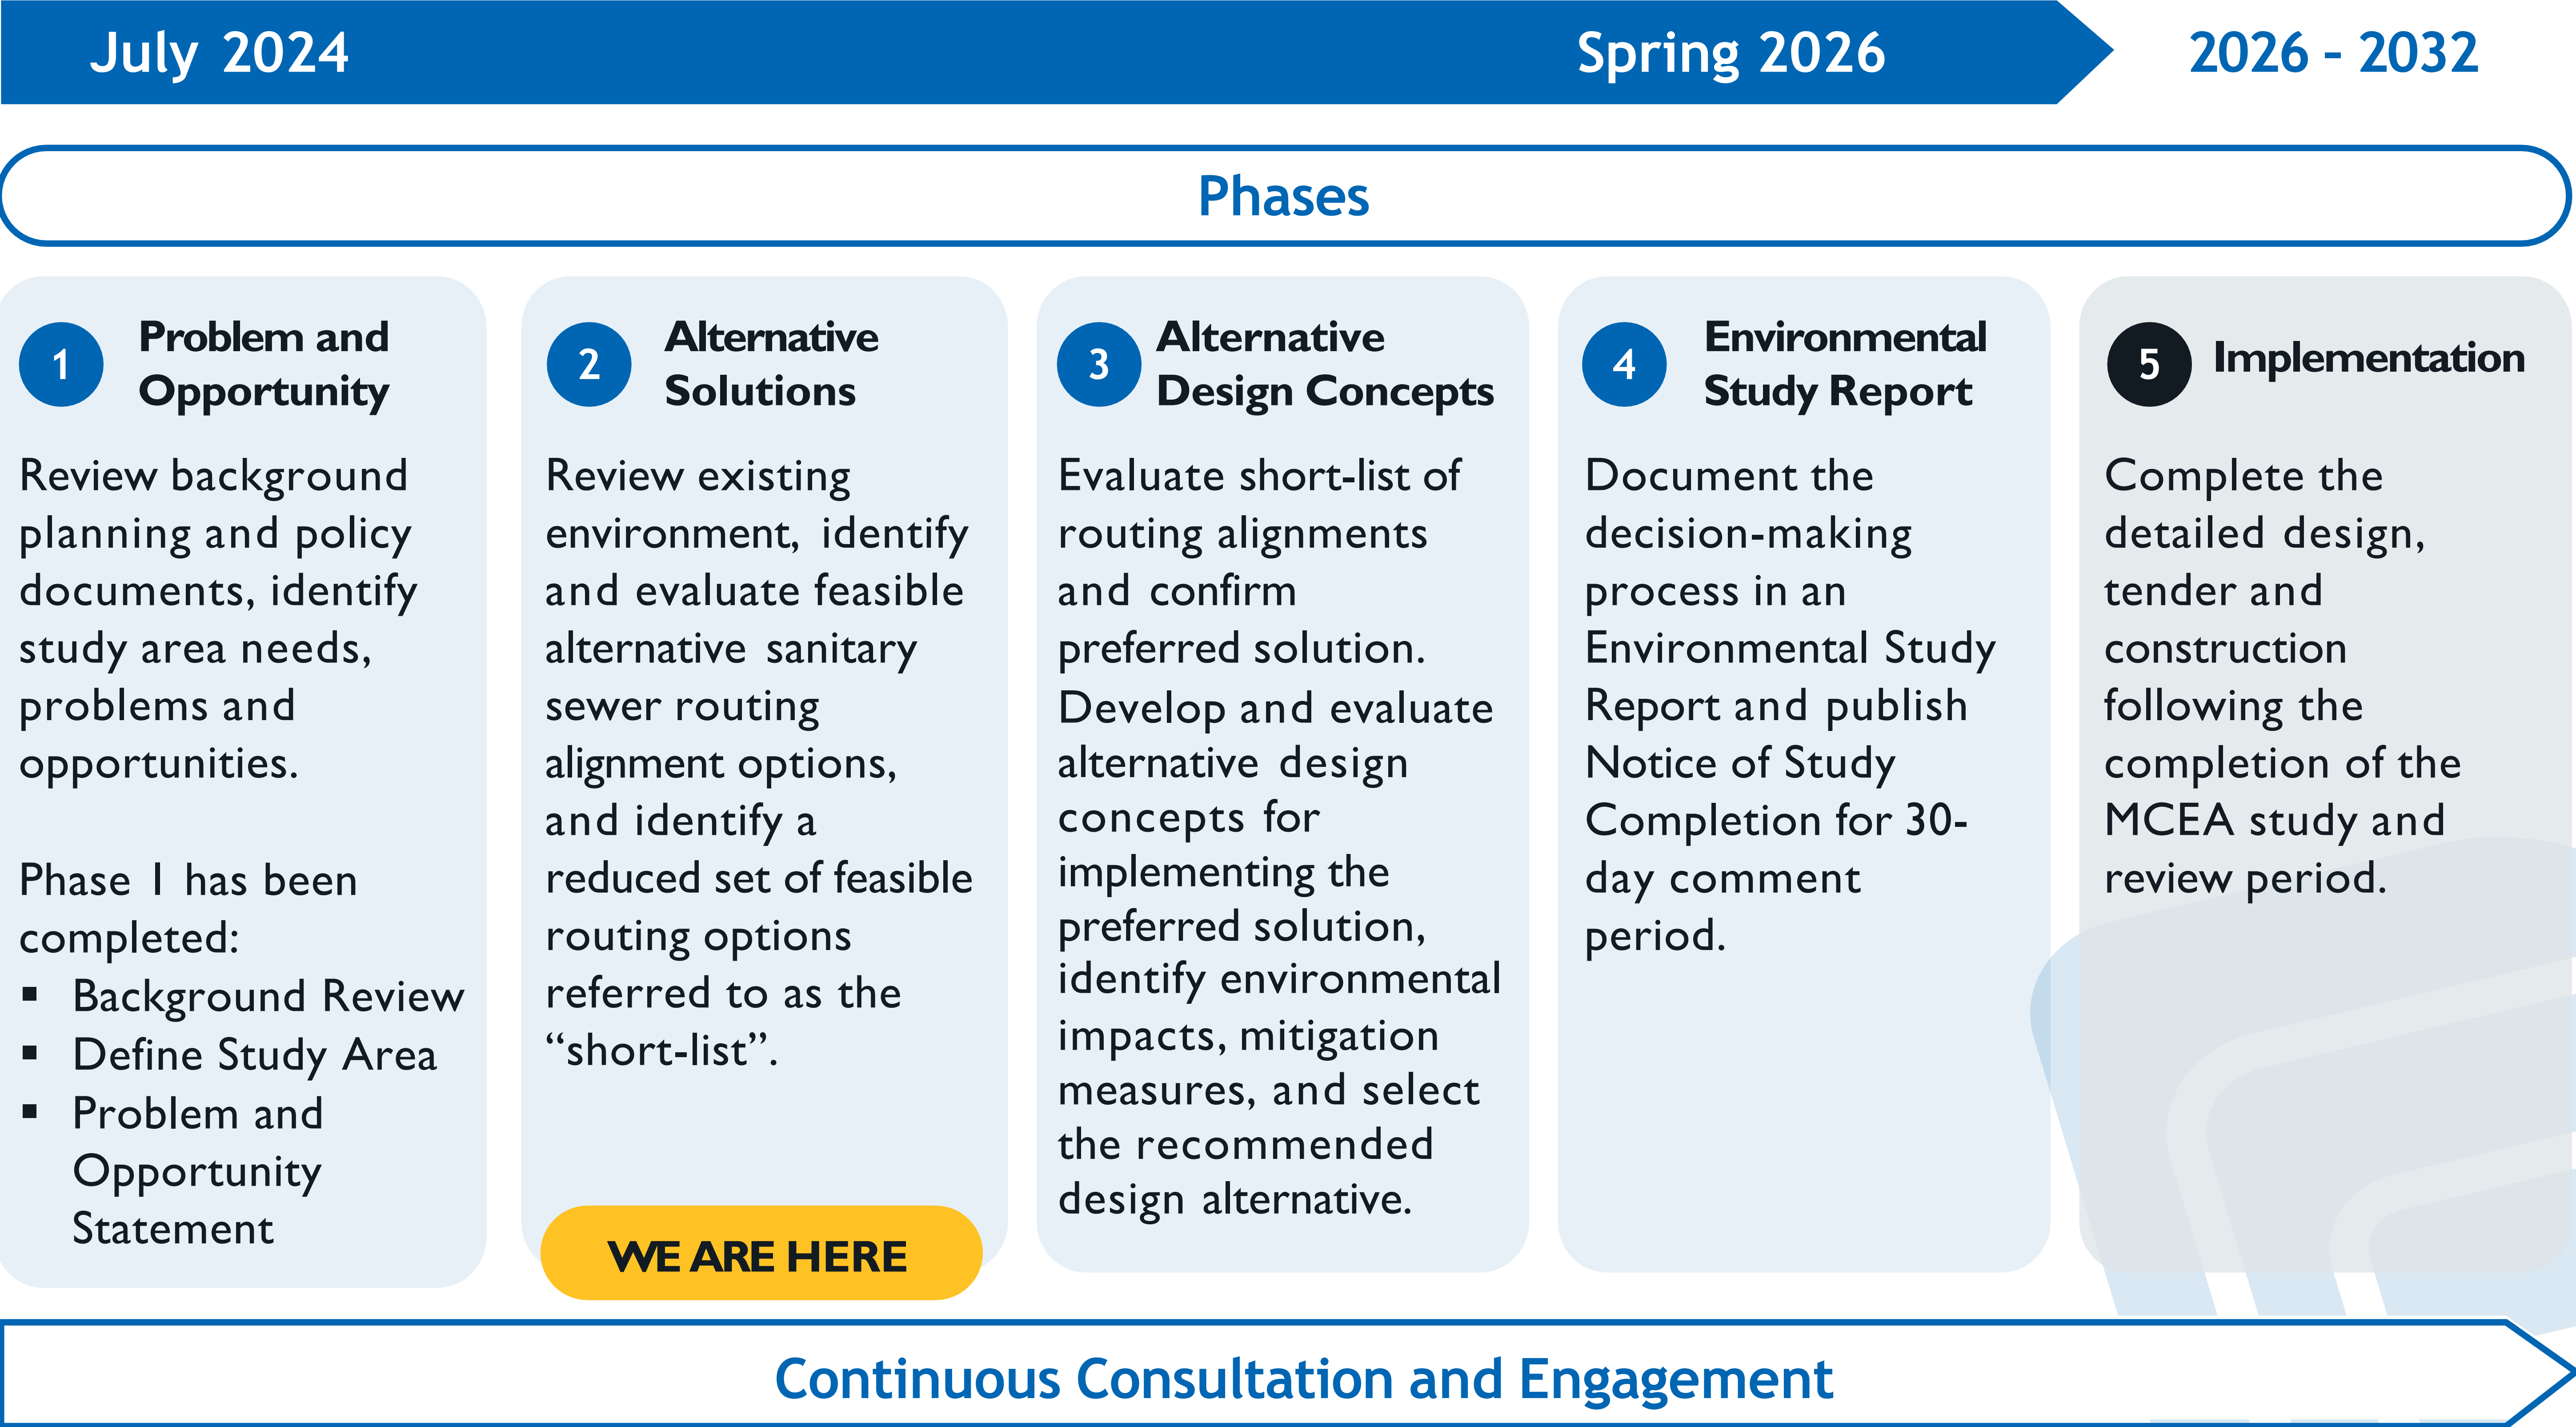 July 2024
Spring 2026
2026 - 2032
Phases
1
Problem and
Opportunity
Review background
planning and policy
documents, identify
study area needs,
problems and
opportunities.
Phase 1 has been
completed:
▪ Background Review
▪ Define Study Area
▪ Problem and
Opportunity
Statement
2
Alternative
Solutions
Review existing
environment, identify
and evaluate feasible
alternative sanitary
sewer routing
alignment options,
and identify a
reduced set of feasible
routing options
referred to as the
“short-list”.
WE ARE HERE
3
Alternative
Design Concepts
Evaluate short-list of
routing alignments
and confirm
preferred solution.
Develop and evaluate
alternative design
concepts for
implementing the
preferred solution,
identify environmental
impacts, mitigation
measures, and select
the recommended
design alternative.
4
Environmental
Study Report
Document the
decision-making
process in an
Environmental Study
Report and publish
Notice of Study
Completion for 30-
day comment
period.
5
Implementation
Complete the
detailed design,
tender and
construction
following the
completion of the
MCEA study and
review period.
Continuous Consultation and Engagement